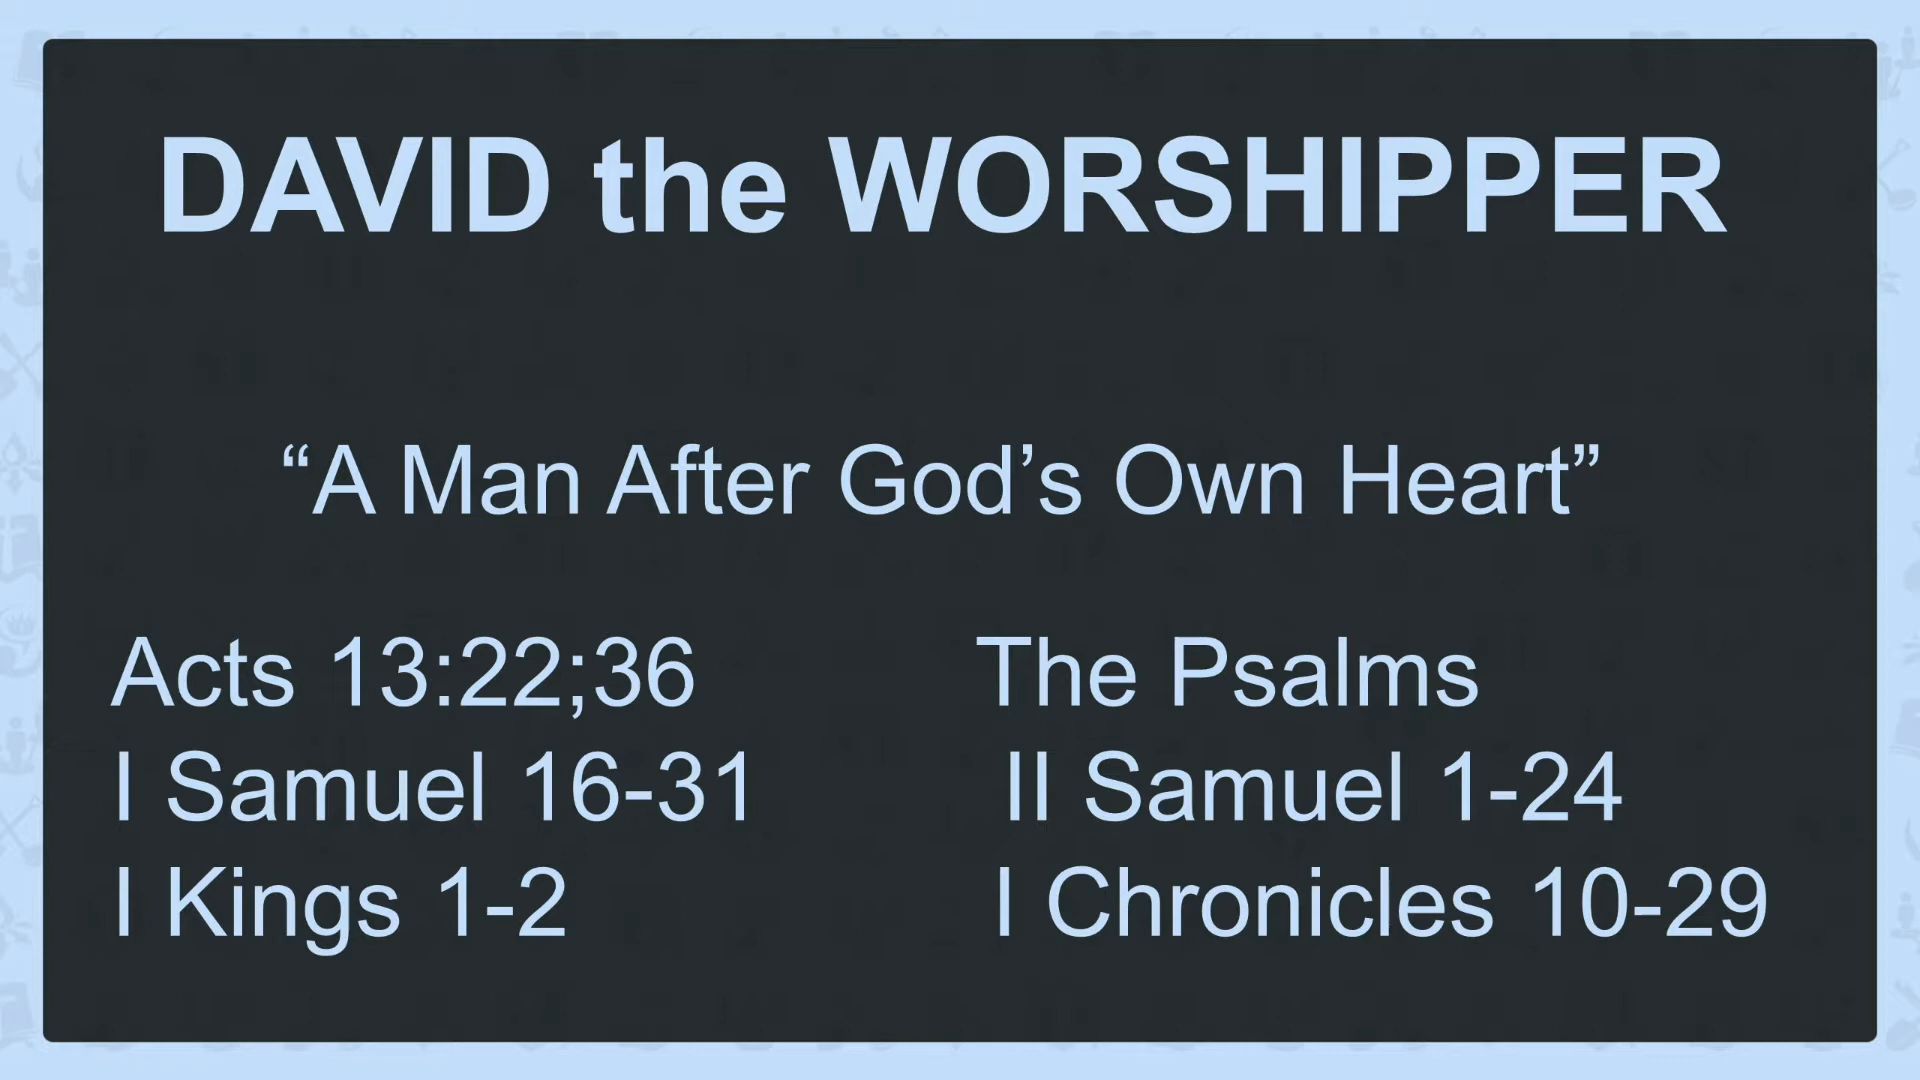 DAVID the WORSHIPPER
“A Man After God’s Own Heart”
Acts 13:22;36
The Psalms
I Samuel 16-31
II Samuel 1-24
I Kings 1-2
I Chronicles 10-29